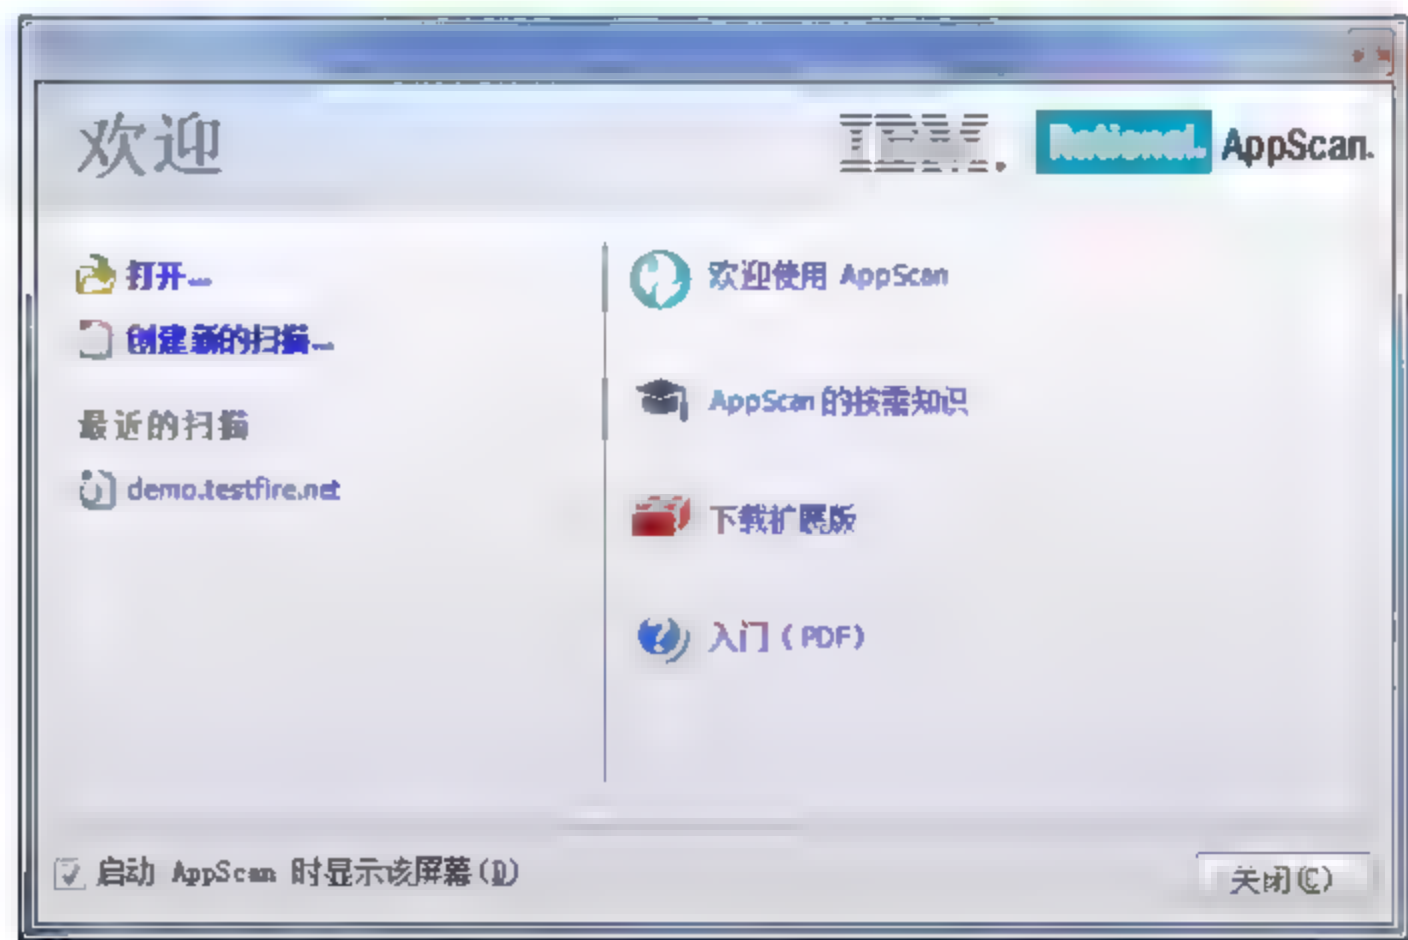 欢迎
IBM. Rational. AppScan.
打开...
创建新的扫描...
最近的扫描
demo.testfire.net
欢迎使用 AppScan
AppScan 的按需知识
下载扩展版
入门 (PDF)
启动 AppScan 时显示该屏幕(D)
关闭(C)